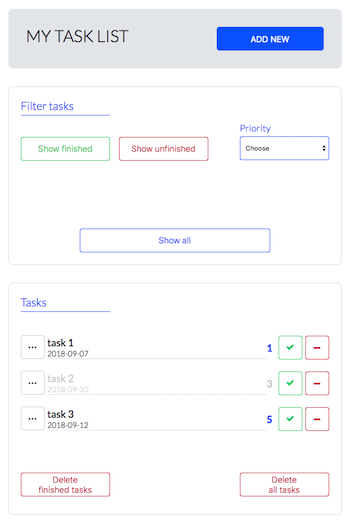 MY TASK LIST
ADD NEW
Filter tasks
Priority
Show finished
Show unfinished
Choose
Show all
Tasks
task 1
2018-09-07
1
task 2
2018-09-30
3
task 3
2018-09-12
5
Delete
finished tasks
Delete
all tasks